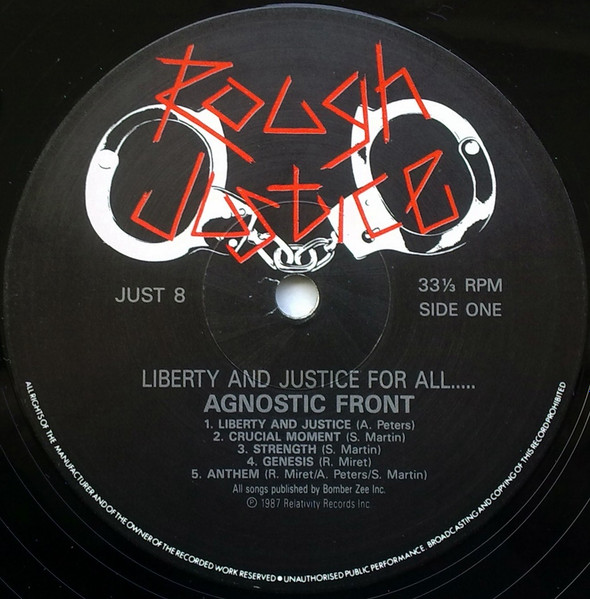 Rough
Justice
JUST 8
33⅓ RPM
SIDE ONE
LIBERTY AND JUSTICE FOR ALL.....
AGNOSTIC FRONT
1. LIBERTY AND JUSTICE (A. Peters)
2. CRUCIAL MOMENT (S. Martin)
3. STRENGTH (S. Martin)
4. GENESIS (R. Miret)
5. ANTHEM (R. Miret/A. Peters/S. Martin)
All songs published by Bomber Zee Inc.
℗ 1987 Relativity Records Inc
ALL RIGHTS OF THE MANUFACTURER AND OF THE OWNER OF THE RECORDED WORK RESERVED ● UNAUTHORISED PUBLIC PERFORMANCE BROADCASTING AND COPYING OF THIS RECORD PROHIBITED